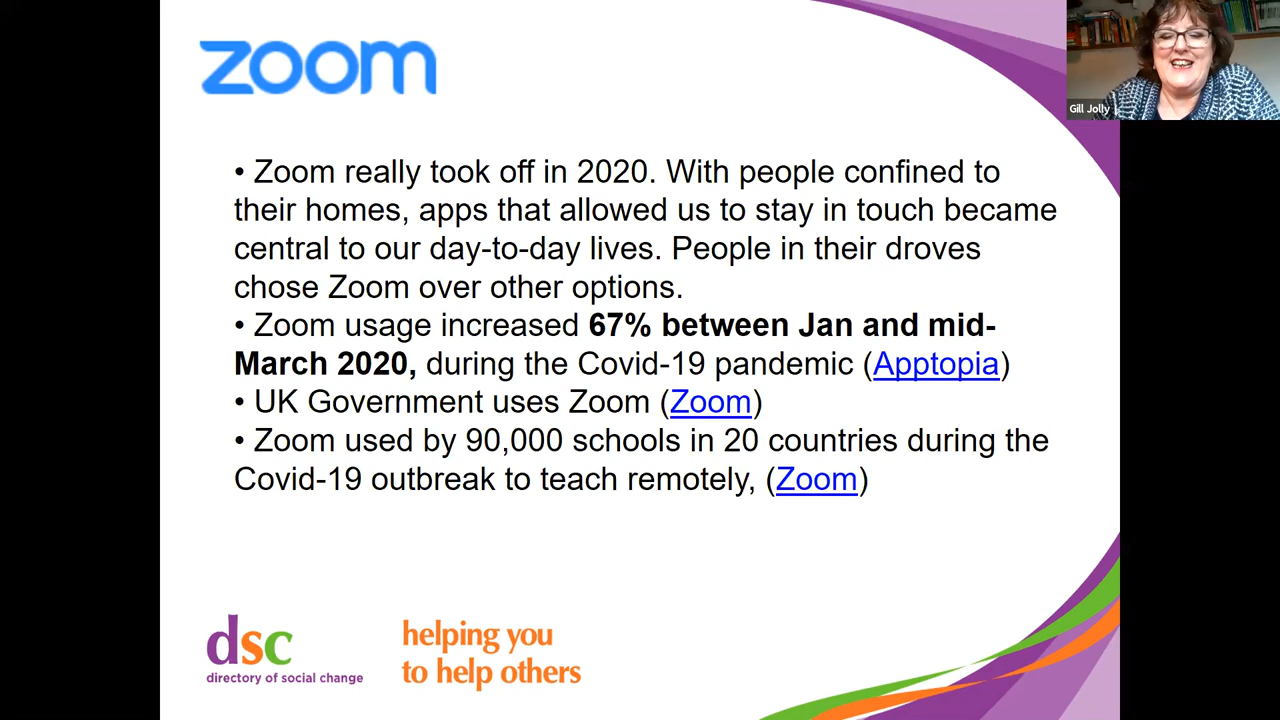 zoom
Gill Jolly
• Zoom really took off in 2020. With people confined to
their homes, apps that allowed us to stay in touch became
central to our day-to-day lives. People in their droves
chose Zoom over other options.
• Zoom usage increased 67% between Jan and mid-
March 2020, during the Covid-19 pandemic (Apptopia)
• UK Government uses Zoom (Zoom)
• Zoom used by 90,000 schools in 20 countries during the
Covid-19 outbreak to teach remotely, (Zoom)
dsc
directory of social change
helping you
to help others